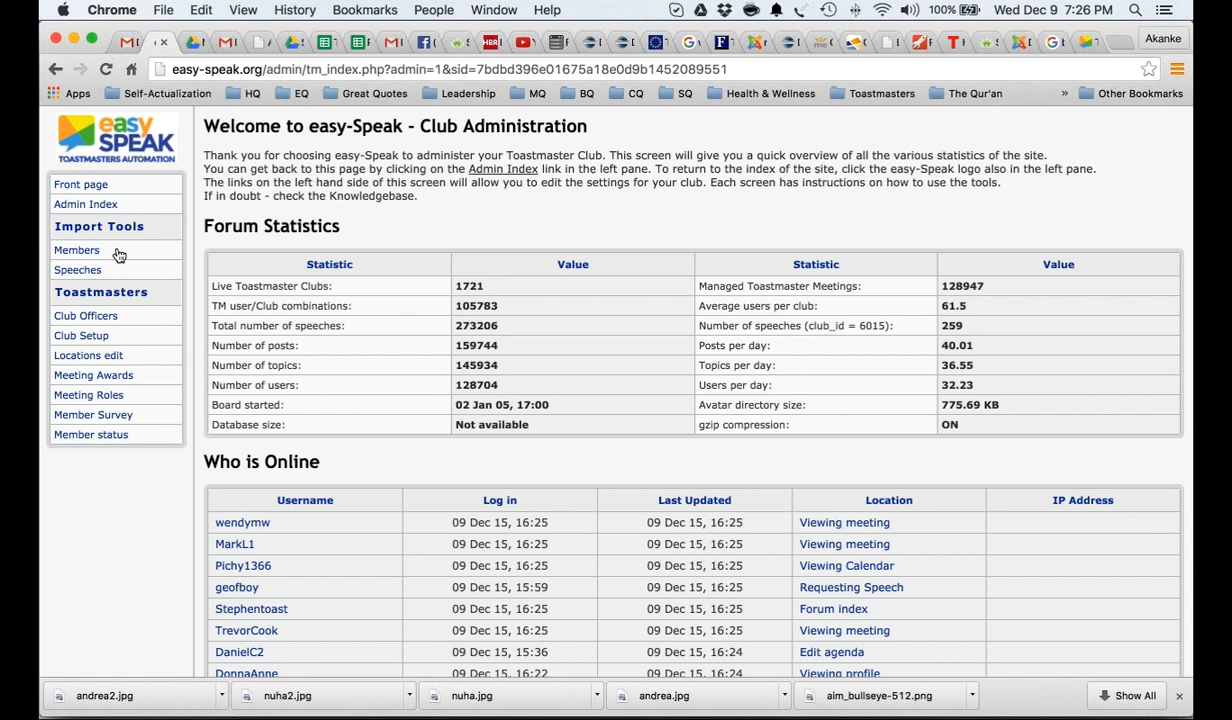 Chrome File Edit View History Bookmarks People Window Help 100% Wed Dec 9 7:26 PM
Akanke
easy-speak.org/admin/tm_index.php?admin=1&sid=7bdbd396e01675a18e0d9b1452089551
Apps Self-Actualization HQ EQ Great Quotes Leadership MQ BQ CQ SQ Health & Wellness Toastmasters The Qur'an » Other Bookmarks
easy
SPEAK
TOASTMASTERS AUTOMATION
Front page
Admin Index
Import Tools
Members
Speeches
Toastmasters
Club Officers
Club Setup
Locations edit
Meeting Awards
Meeting Roles
Member Survey
Member status
Welcome to easy-Speak - Club Administration
Thank you for choosing easy-Speak to administer your Toastmaster Club. This screen will give you a quick overview of all the various statistics of the site.
You can get back to this page by clicking on the Admin Index link in the left pane. To return to the index of the site, click the easy-Speak logo also in the left pane.
The links on the left hand side of this screen will allow you to edit the settings for your club. Each screen has instructions on how to use the tools.
If in doubt - check the Knowledgebase.
Forum Statistics
Statistic Value Statistic Value
Live Toastmaster Clubs: 1721 Managed Toastmaster Meetings: 128947
TM user/Club combinations: 105783 Average users per club: 61.5
Total number of speeches: 273206 Number of speeches (club_id = 6015): 259
Number of posts: 159744 Posts per day: 40.01
Number of topics: 145934 Topics per day: 36.55
Number of users: 128704 Users per day: 32.23
Board started: 02 Jan 05, 17:00 Avatar directory size: 775.69 KB
Database size: Not available gzip compression: ON
Who is Online
Username Log in Last Updated Location IP Address
wendymw 09 Dec 15, 16:25 09 Dec 15, 16:25 Viewing meeting
MarkL1 09 Dec 15, 16:25 09 Dec 15, 16:25 Viewing meeting
Pichy1366 09 Dec 15, 16:25 09 Dec 15, 16:25 Viewing Calendar
geofboy 09 Dec 15, 15:59 09 Dec 15, 16:25 Requesting Speech
Stephentoast 09 Dec 15, 16:25 09 Dec 15, 16:25 Forum index
TrevorCook 09 Dec 15, 16:25 09 Dec 15, 16:25 Viewing meeting
DanielC2 09 Dec 15, 15:36 09 Dec 15, 16:24 Edit agenda
DonnaAnne 09 Dec 15, 16:22 09 Dec 15, 16:24 Viewing profile
andrea2.jpg nuha2.jpg nuha.jpg andrea.jpg aim_bullseye-512.png Show All